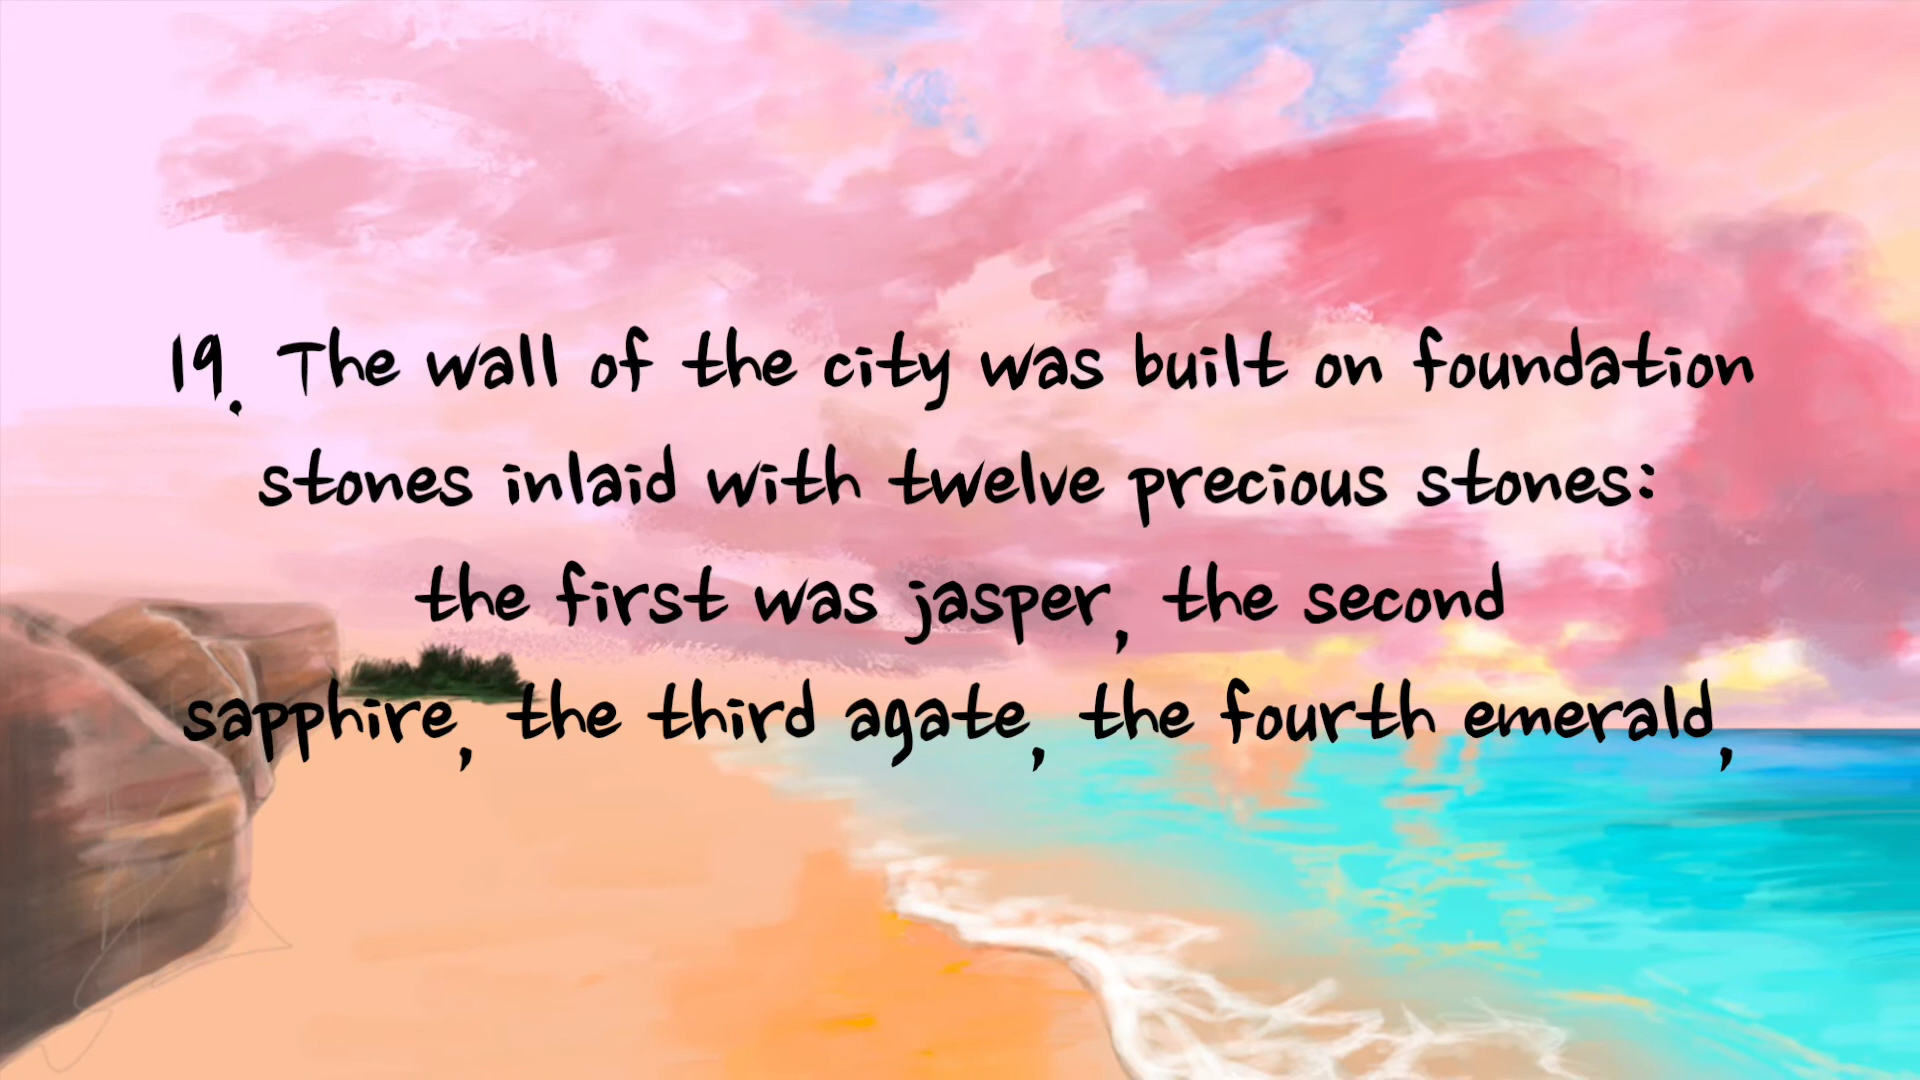 19. The wall of the city was built on foundation
stones inlaid with twelve precious stones:
the first was jasper, the second
sapphire, the third agate, the fourth emerald,